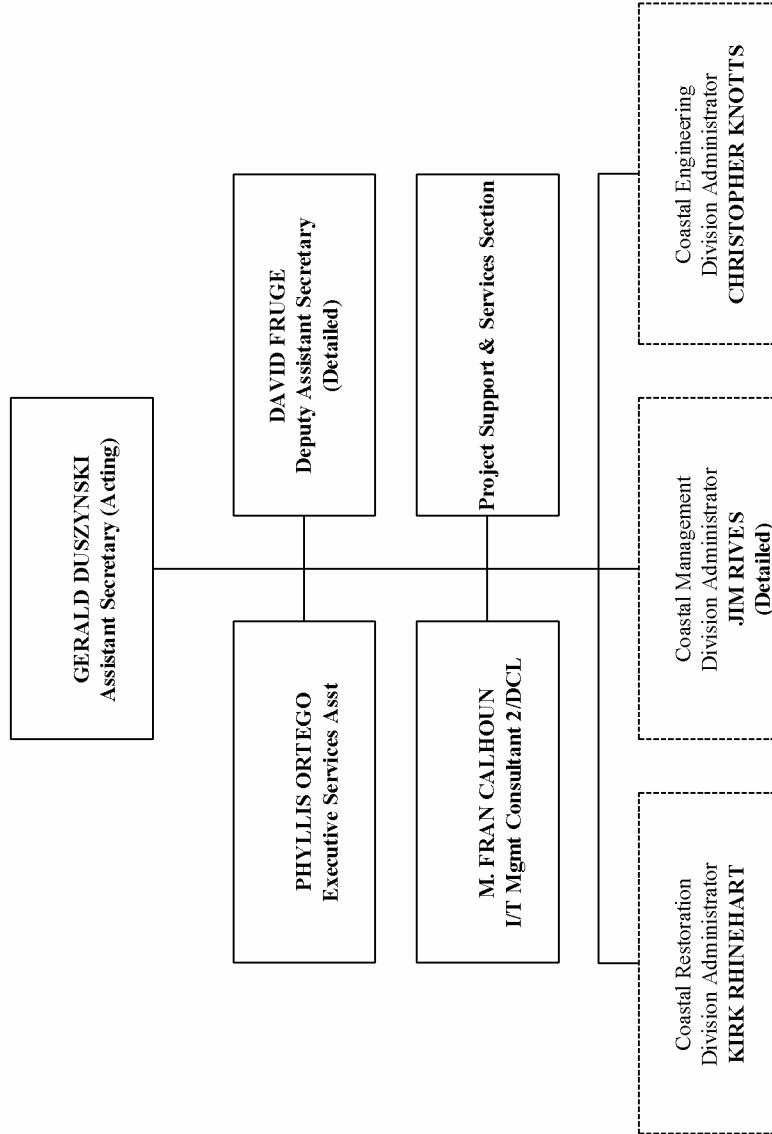 GERALD DUSZYNSKI
Assistant Secretary (Acting)
PHYLLIS ORTEGO
Executive Services Asst
DAVID FRUGE
Deputy Assistant Secretary
(Detailed)
M. FRAN CALHOUN
I/T Mgmt Consultant 2/DCL
Project Support & Services Section
Coastal Restoration
Division Administrator
KIRK RHINEHART
Coastal Management
Division Administrator
JIM RIVES
(Detailed)
Coastal Engineering
Division Administrator
CHRISTOPHER KNOTTS